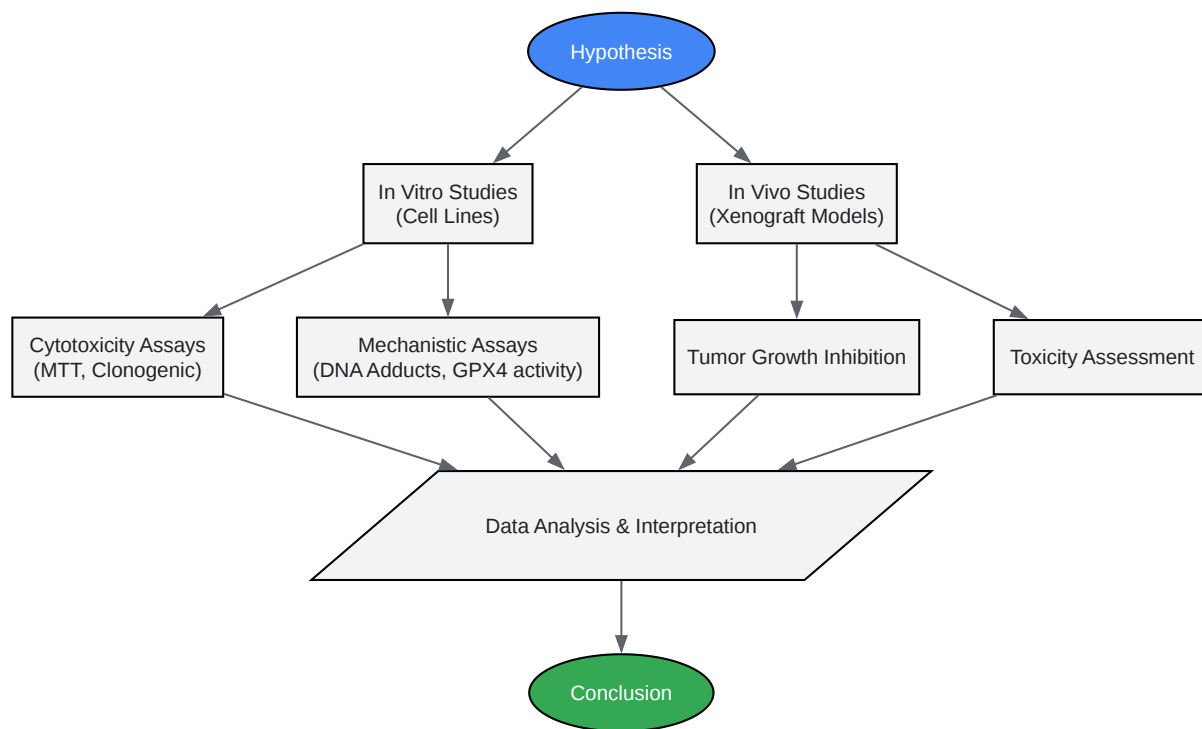 Hypothesis
In Vitro Studies
(Cell Lines)
In Vivo Studies
(Xenograft Models)
Cytotoxicity Assays
(MTT, Clonogenic)
Mechanistic Assays
(DNA Adducts, GPX4 activity)
Tumor Growth Inhibition
Toxicity Assessment
Data Analysis & Interpretation
Conclusion